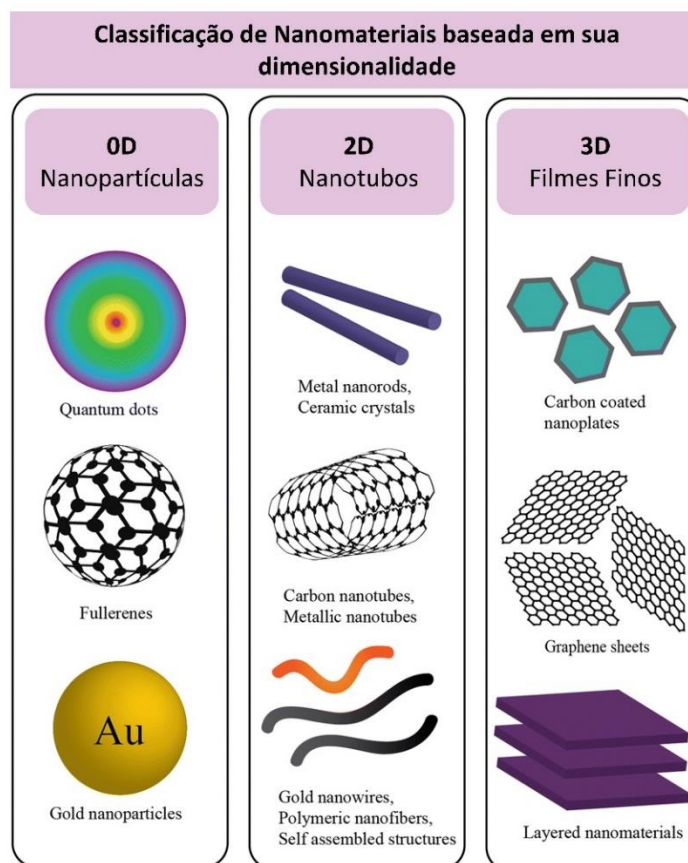 Classificação de Nanomateriais baseada em sua
dimensionalidade
0D
Nanopartículas
Quantum dots
Fullerenes
Au
Gold nanoparticles
2D
Nanotubos
Metal nanorods,
Ceramic crystals
Carbon nanotubes,
Metallic nanotubes
Gold nanowires,
Polymeric nanofibers,
Self assembled structures
3D
Filmes Finos
Carbon coated
nanoplates
Graphene sheets
Layered nanomaterials